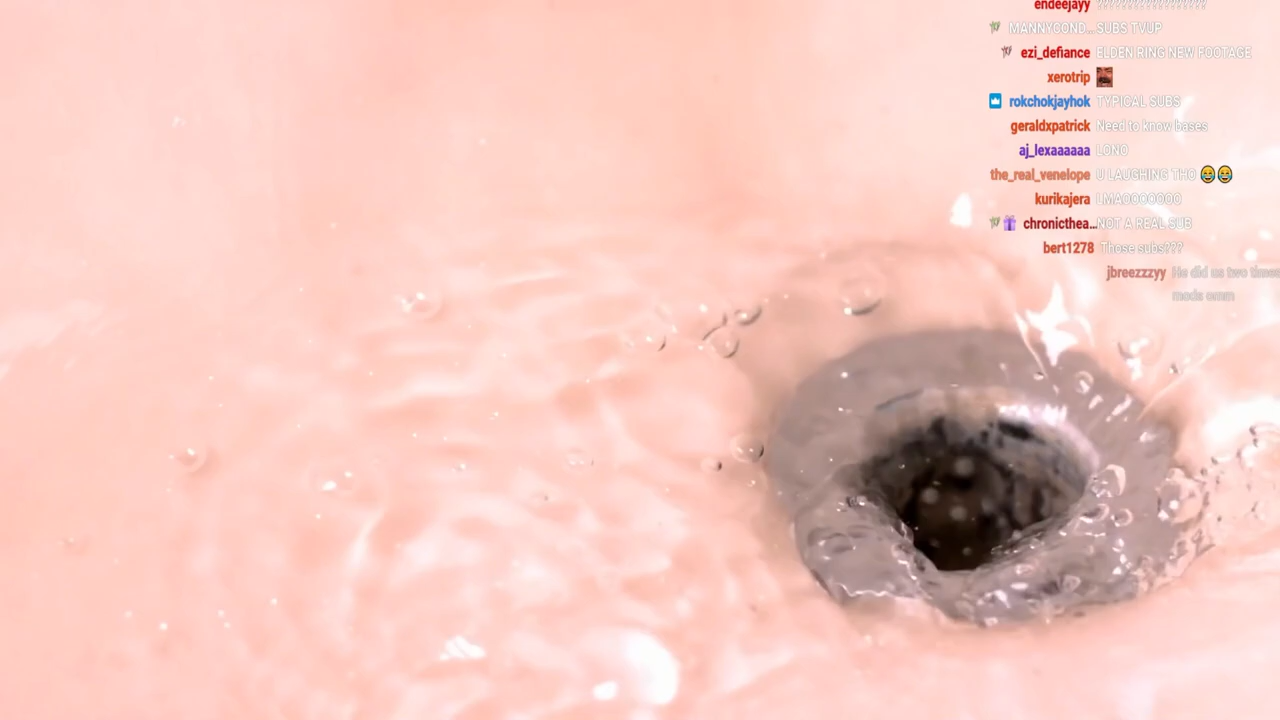 endeejayy ??????????????????
MANNYCOND... SUBS TVUP
ezi_defiance ELDEN RING NEW FOOTAGE
xerotrip
rokchokjayhok TYPICAL SUBS
geraldxpatrick Need to know bases
aj_lexaaaaaa LONO
the_real_venelope U LAUGHING THO 😂😂
kurikajera LMAOOOOOOO
chronicthea... NOT A REAL SUB
bert1278 Those subs???
jbreezzzyy He did us two times
mods omm